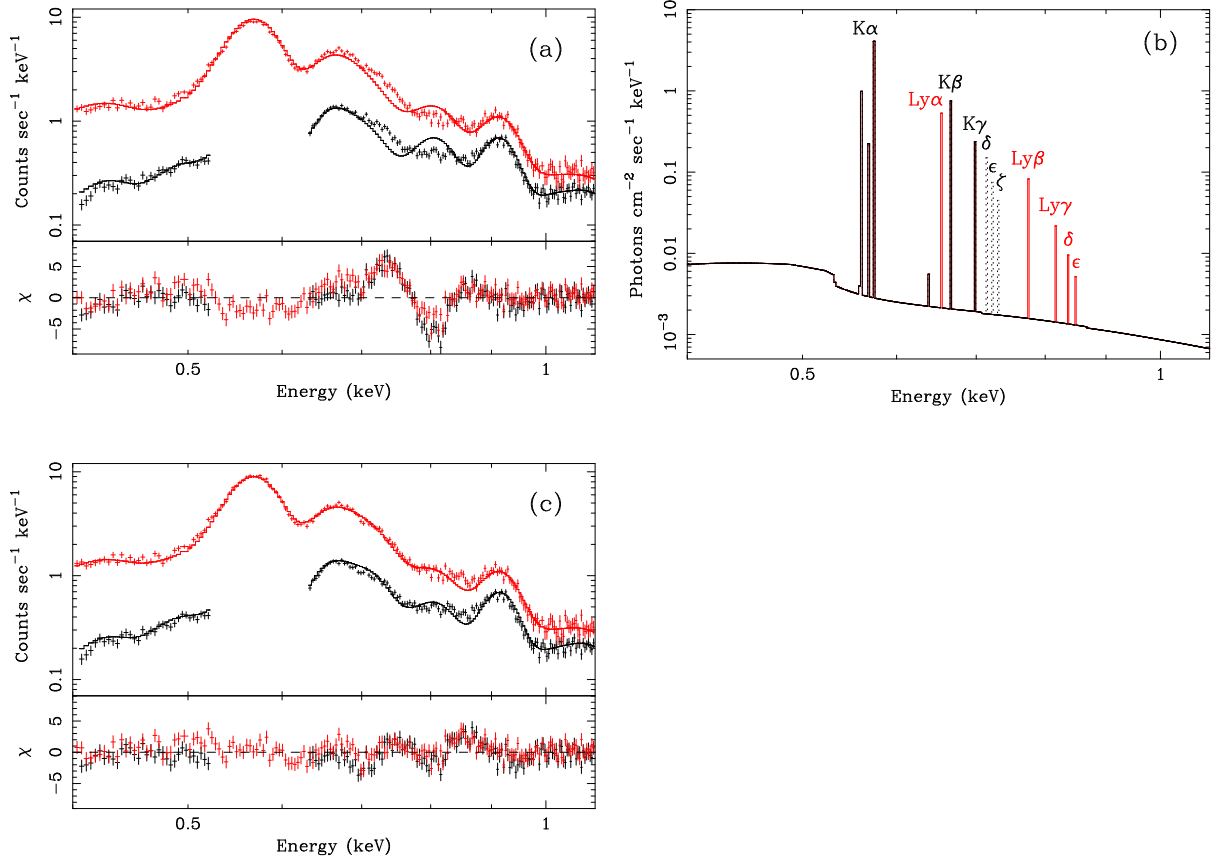 (a)
10
1
0.1
Counts sec⁻¹ keV⁻¹
5
0
−5
χ
0.5
1
Energy (keV)
(b)
10
1
0.1
0.01
10⁻³
Photons cm⁻² sec⁻¹ keV⁻¹
Kα
Kβ
Kγ
δ
ϵ
ζ
Lyα
Lyβ
Lyγ
δ
ϵ
0.5
1
Energy (keV)
(c)
10
1
0.1
Counts sec⁻¹ keV⁻¹
5
0
−5
χ
0.5
1
Energy (keV)